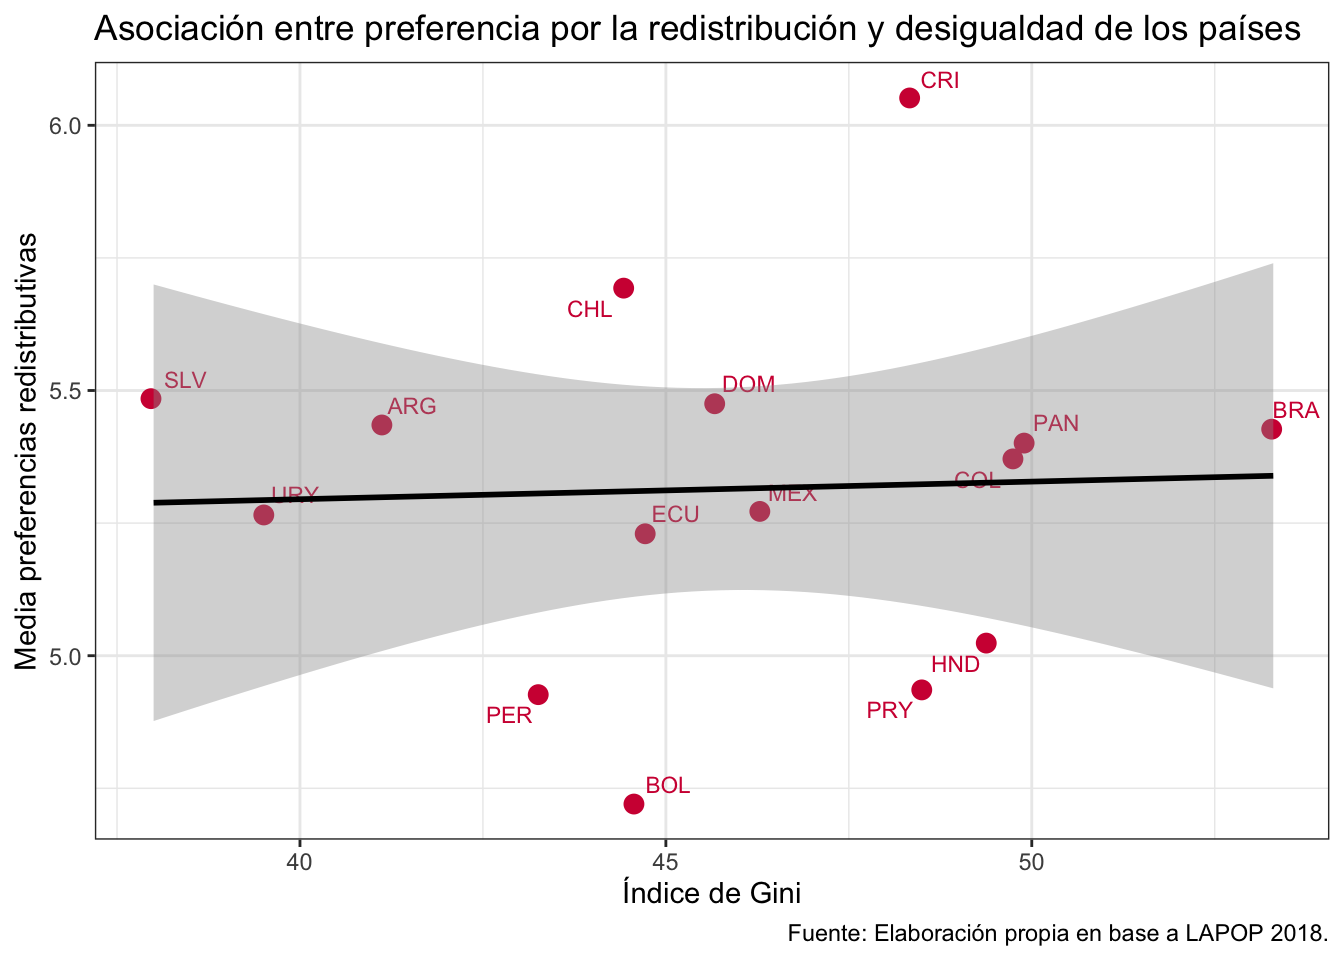 Asociación entre preferencia por la redistribución y desigualdad de los países
CRI
6.0
CHL
SLV
5.5
DOM
ARG
BRA
PAN
COL
URY
MEX
ECU
5.0
HND
PER
PRY
BOL
Media preferencias redistributivas
40
45
50
Índice de Gini
Fuente: Elaboración propia en base a LAPOP 2018.